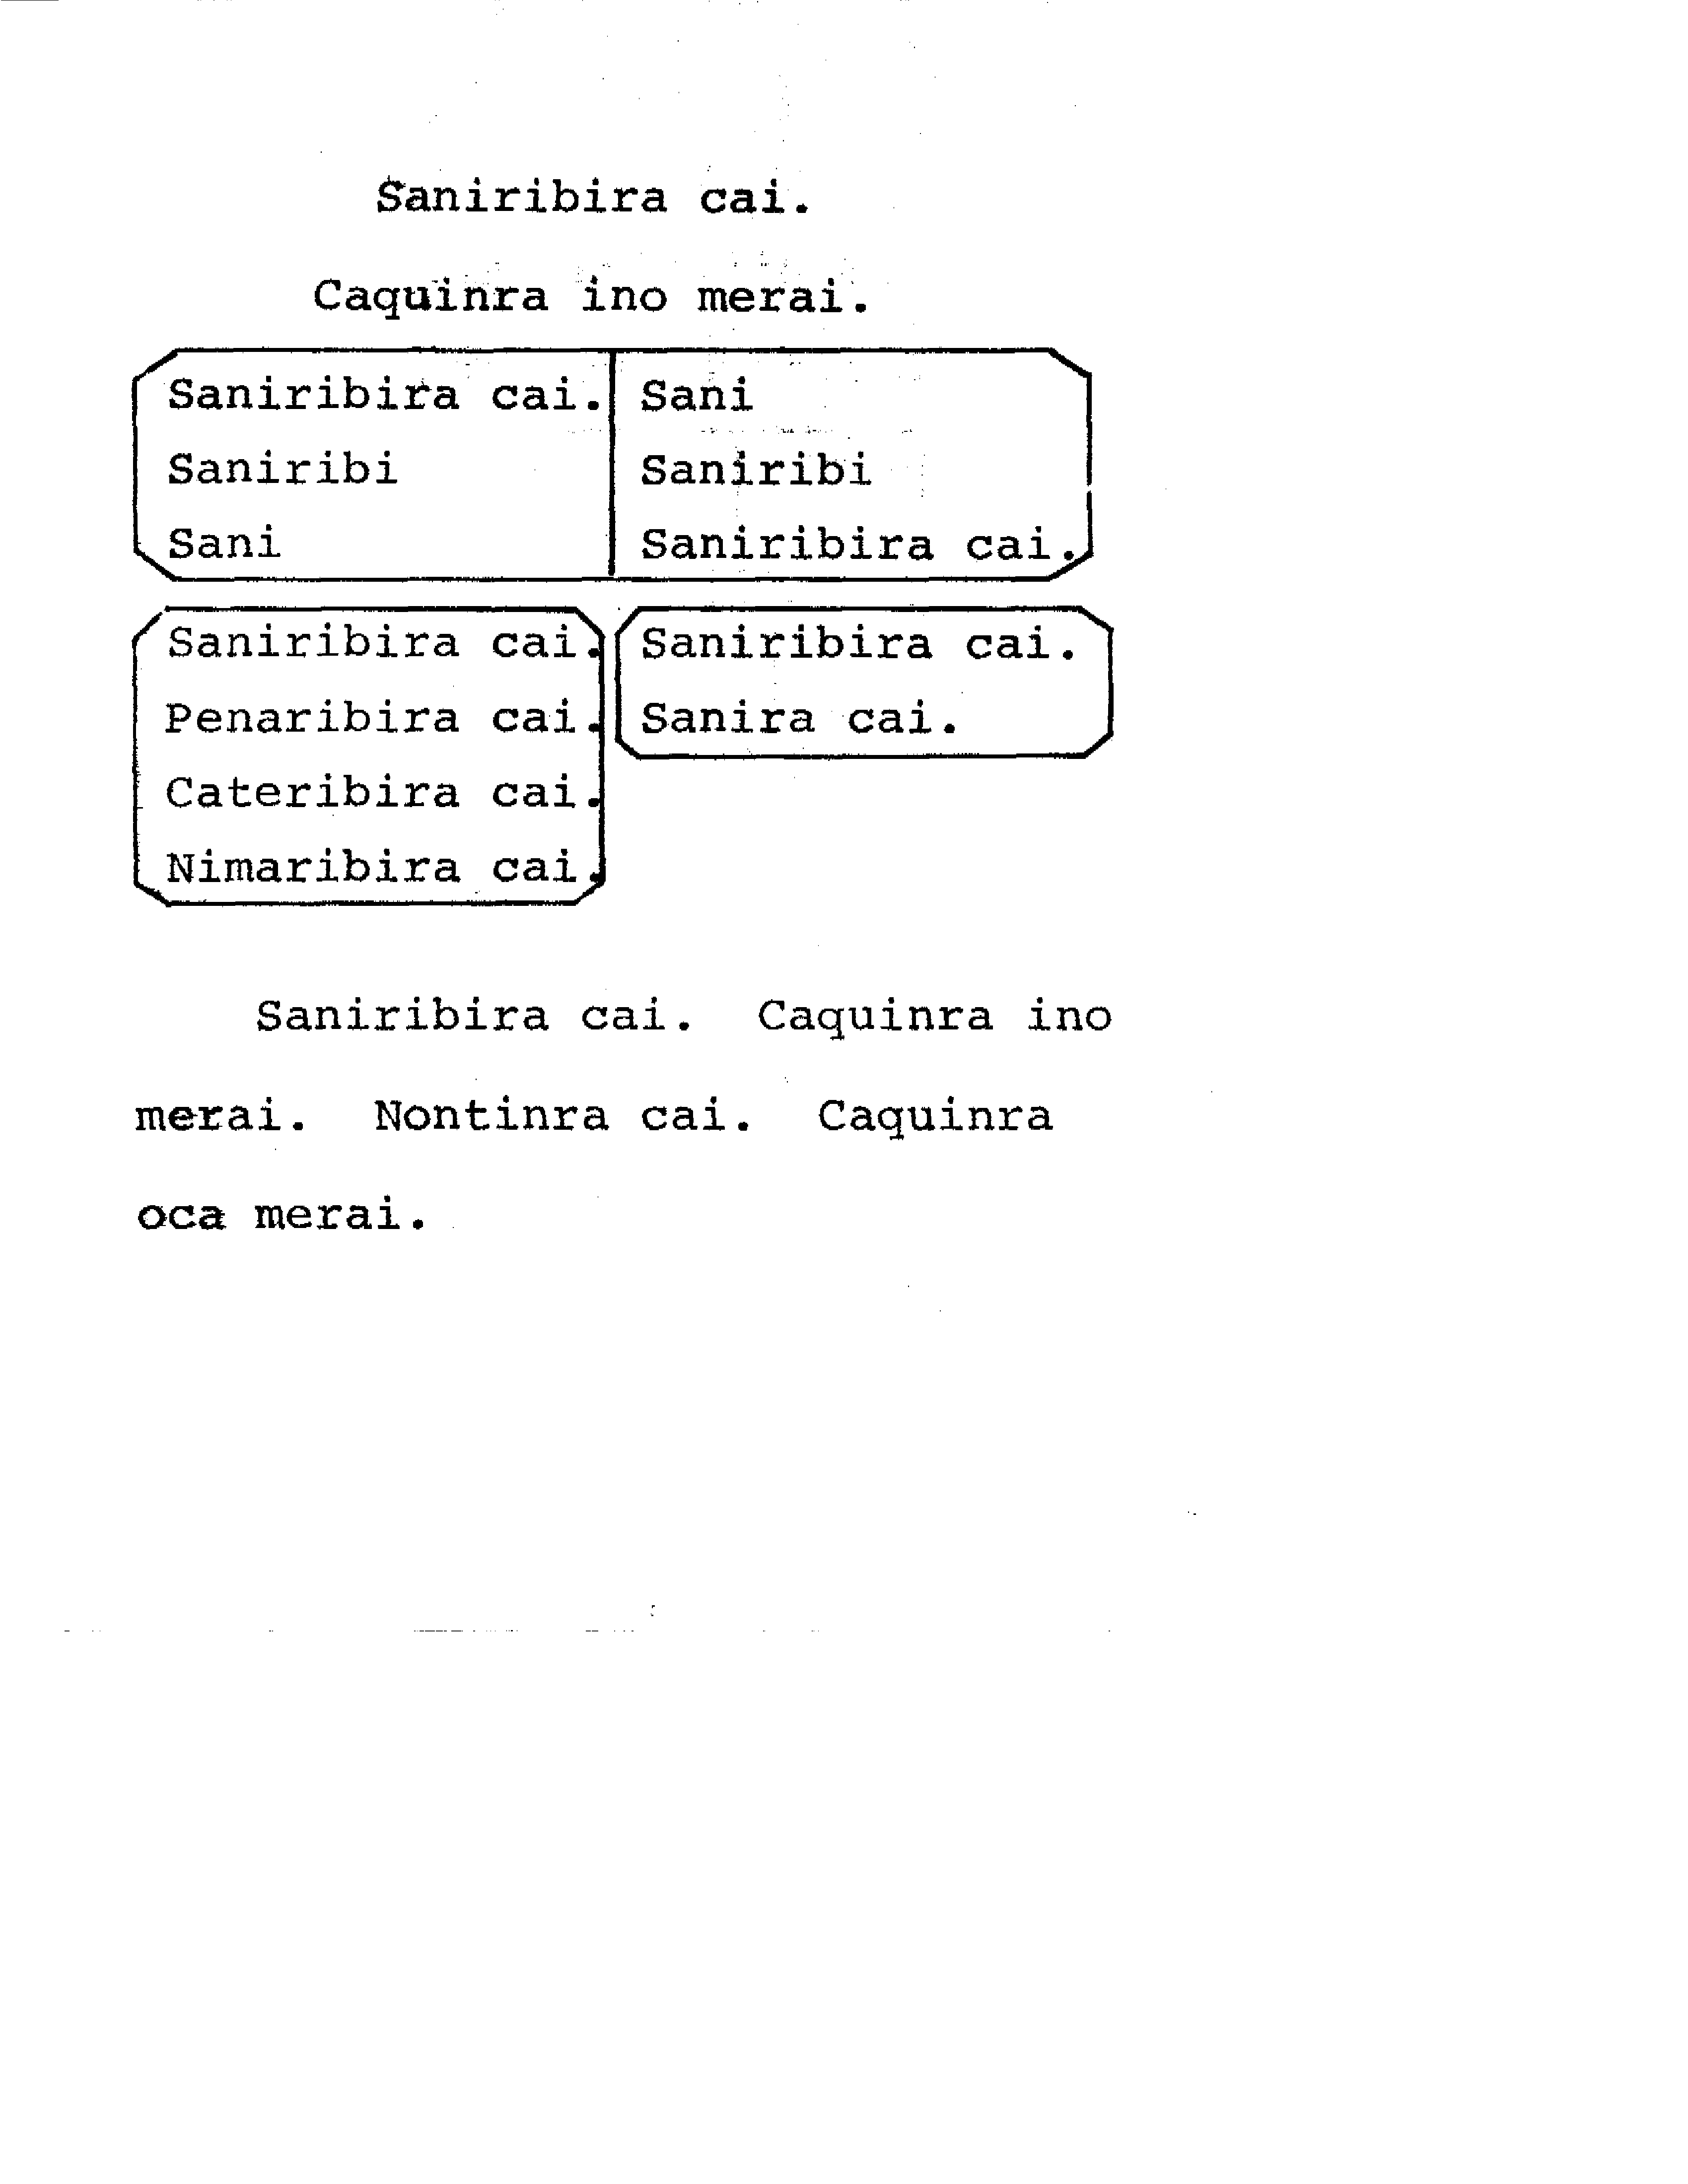 Saniribira cai.
Caquinra ino merai.
Saniribira cai.
Saniribi
Sani
Sani
Saniribi
Saniribira cai.
Saniribira cai.
Penaribira cai.
Cateribira cai.
Nimaribira cai.
Saniribira cai.
Sanira cai.
Saniribira cai. Caquinra ino
merai. Nontinra cai. Caquinra
oca merai.